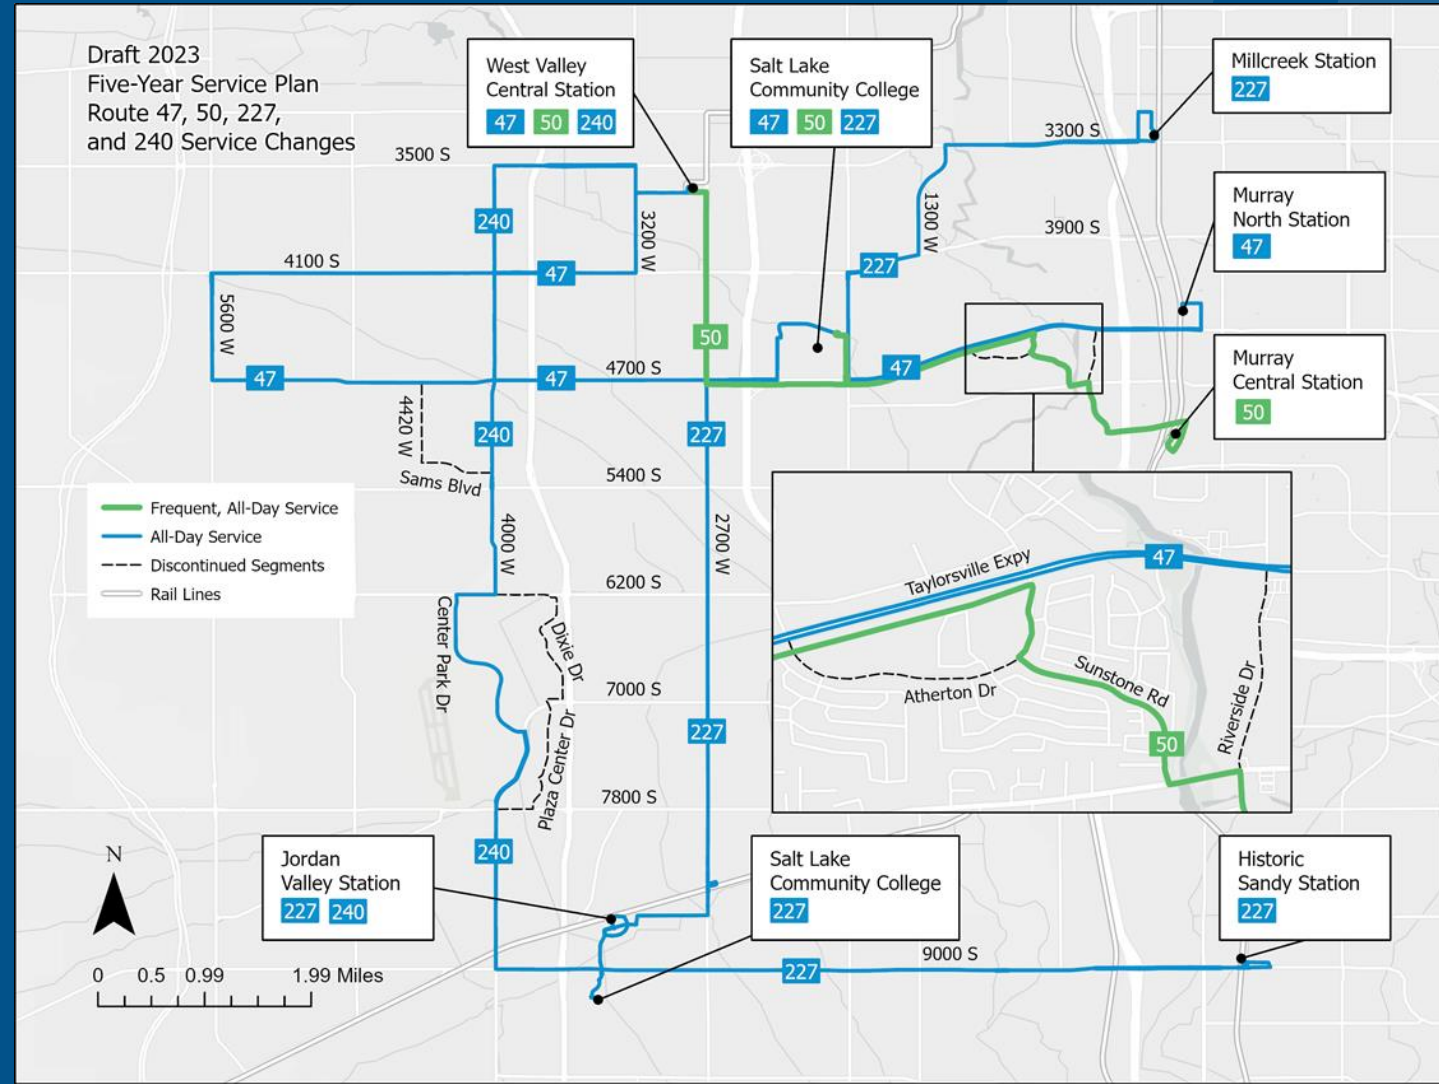 Draft 2023
Five-Year Service Plan
Route 47, 50, 227,
and 240 Service Changes
West Valley
Central Station
47 50 240
Salt Lake
Community College
47 50 227
Millcreek Station
227
Murray
North Station
47
Murray
Central Station
50
3500 S
3300 S
240
3200 W
1300 W
3900 S
4100 S
47
227
5600 W
50
47
47
4700 S
47
4420 W
240
227
Sams Blvd
5400 S
Frequent, All-Day Service
All-Day Service
Discontinued Segments
Rail Lines
4000 W
2700 W
6200 S
Center Park Dr
Dixie Dr
7000 S
227
Plaza Center Dr
7800 S
47
Taylorsville Expy
Atherton Dr
Sunstone Rd
Riverside Dr
50
240
Jordan
Valley Station
227 240
Salt Lake
Community College
227
Historic
Sandy Station
227
9000 S
227
N
0 0.5 0.99 1.99 Miles